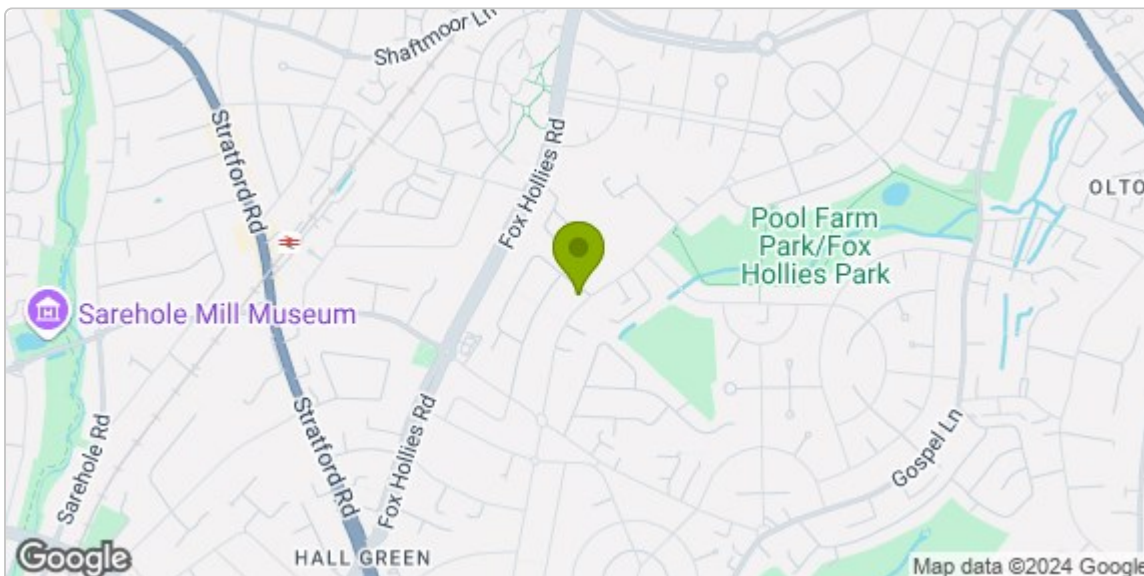 Shaftmoor Ln
Stratford Rd
Fox Hollies Rd
OLTO
Pool Farm
Park/Fox
Hollies Park
Sarehole Mill Museum
Sarehole Rd
Stratford Rd
Fox Hollies Rd
Gospel Ln
HALL GREEN
Google
Map data ©2024 Google